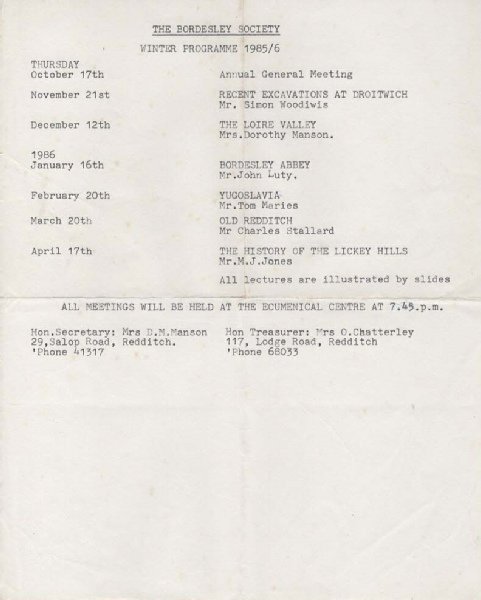 THE BORDESLEY SOCIETY
WINTER PROGRAMME 1985/6
THURSDAY
October 17th Annual General Meeting
November 21st RECENT EXCAVATIONS AT DROITWICH
Mr. Simon Woodiwis
December 12th THE LOIRE VALLEY
Mrs.Dorothy Manson.
1986
January 16th BORDESLEY ABBEY
Mr.John Luty.
February 20th YUGOSLAVIA
Mr.Tom Maries
March 20th OLD REDDITCH
Mr Charles Stallard
April 17th THE HISTORY OF THE LICKEY HILLS
Mr.M.J.Jones
All lectures are illustrated by slides
ALL MEETINGS WILL BE HELD AT THE ECUMENICAL CENTRE AT 7.45.p.m.
Hon.Secretary: Mrs D.M.Manson Hon Treasurer: Mrs O.Chatterley
29,Salop Road, Redditch. 117, Lodge Road, Redditch
'Phone 41317 'Phone 68033